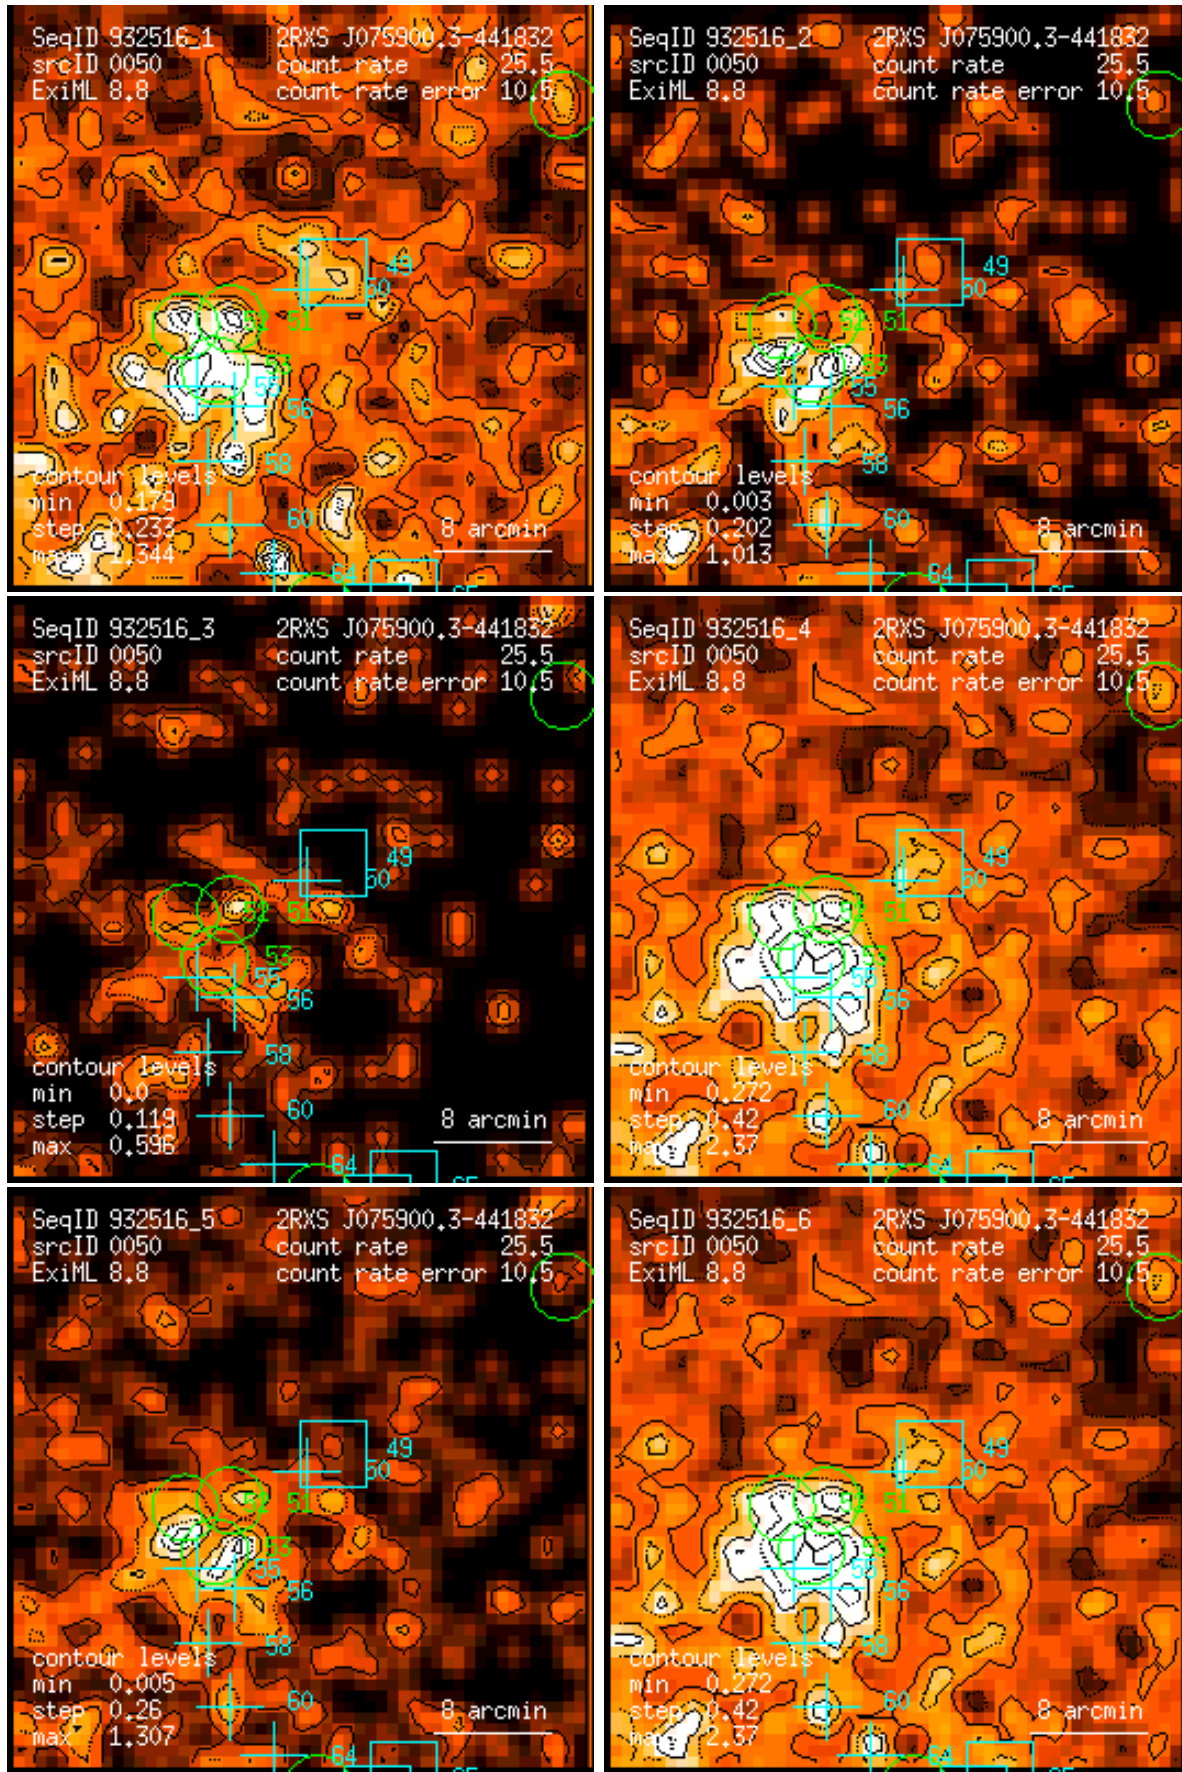 SeqID 932516_1 2RXS J075900.3-441832
srcID 0050 count rate 25.5
ExiML 8.8 count rate error 10.5
49
50
52 51
53
55
56
58
contour levels
min 0.179
60
step 0.233 8 arcmin
max 1.344
64
SeqID 932516_2 2RXS J075900.3-441832
srcID 0050 count rate 25.5
ExiML 8.8 count rate error 10.5
49
50
52 51
53
55
56
58
contour levels
min 0.003
60
step 0.202 8 arcmin
max 1.013
64
SeqID 932516_3 2RXS J075900.3-441832
srcID 0050 count rate 25.5
ExiML 8.8 count rate error 10.5
49
50
52 51
53
55
56
58
contour levels
min 0.0
60
step 0.119 8 arcmin
max 0.596
64
SeqID 932516_4 2RXS J075900.3-441832
srcID 0050 count rate 25.5
ExiML 8.8 count rate error 10.5
49
50
52 51
53
55
56
58
contour levels
min 0.272
60
step 0.42 8 arcmin
max 2.37
64
SeqID 932516_5 2RXS J075900.3-441832
srcID 0050 count rate 25.5
ExiML 8.8 count rate error 10.5
49
50
52 51
53
55
56
58
contour levels
min 0.005
60
step 0.26 8 arcmin
max 1.307
64
SeqID 932516_6 2RXS J075900.3-441832
srcID 0050 count rate 25.5
ExiML 8.8 count rate error 10.5
49
50
52 51
53
55
56
58
contour levels
min 0.272
60
step 0.42 8 arcmin
max 2.37
64